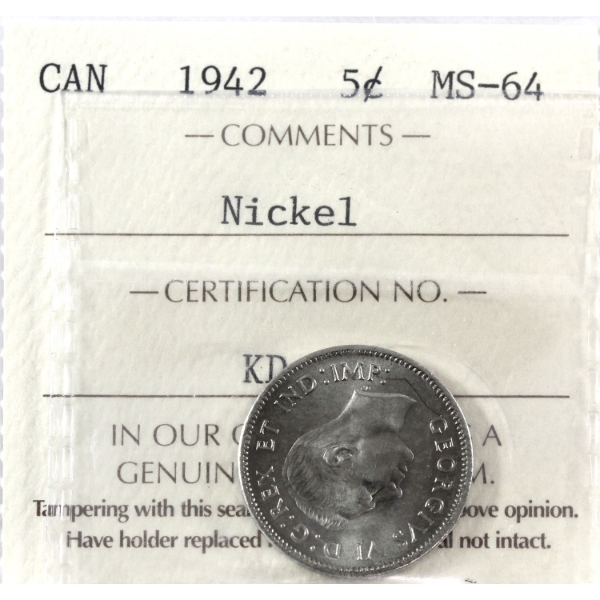 CAN 1942 5¢ MS-64
— COMMENTS —
Nickel
— CERTIFICATION NO. —
KD
IN OUR A
GENUIN M.
Tampering with this sea ove opinion.
Have holder replaced al not intact.
GEORGIVS VI D:G:REX ET IND:IMP: